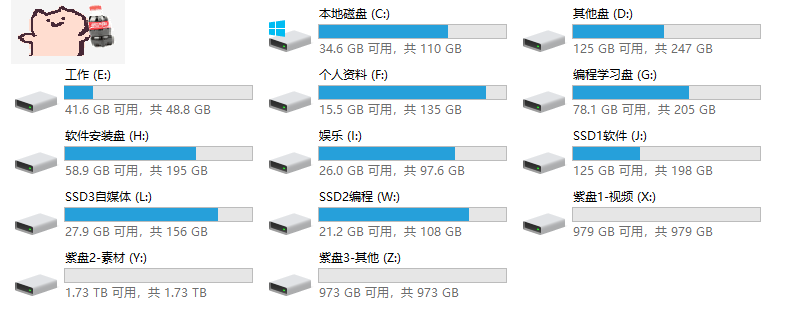 本地磁盘 (C:)
34.6 GB 可用，共 110 GB
其他盘 (D:)
125 GB 可用，共 247 GB
工作 (E:)
41.6 GB 可用，共 48.8 GB
个人资料 (F:)
15.5 GB 可用，共 135 GB
编程学习盘 (G:)
78.1 GB 可用，共 205 GB
软件安装盘 (H:)
58.9 GB 可用，共 195 GB
娱乐 (I:)
26.0 GB 可用，共 97.6 GB
SSD1软件 (J:)
125 GB 可用，共 198 GB
SSD3自媒体 (L:)
27.9 GB 可用，共 156 GB
SSD2编程 (W:)
21.2 GB 可用，共 108 GB
紫盘1-视频 (X:)
979 GB 可用，共 979 GB
紫盘2-素材 (Y:)
1.73 TB 可用，共 1.73 TB
紫盘3-其他 (Z:)
973 GB 可用，共 973 GB